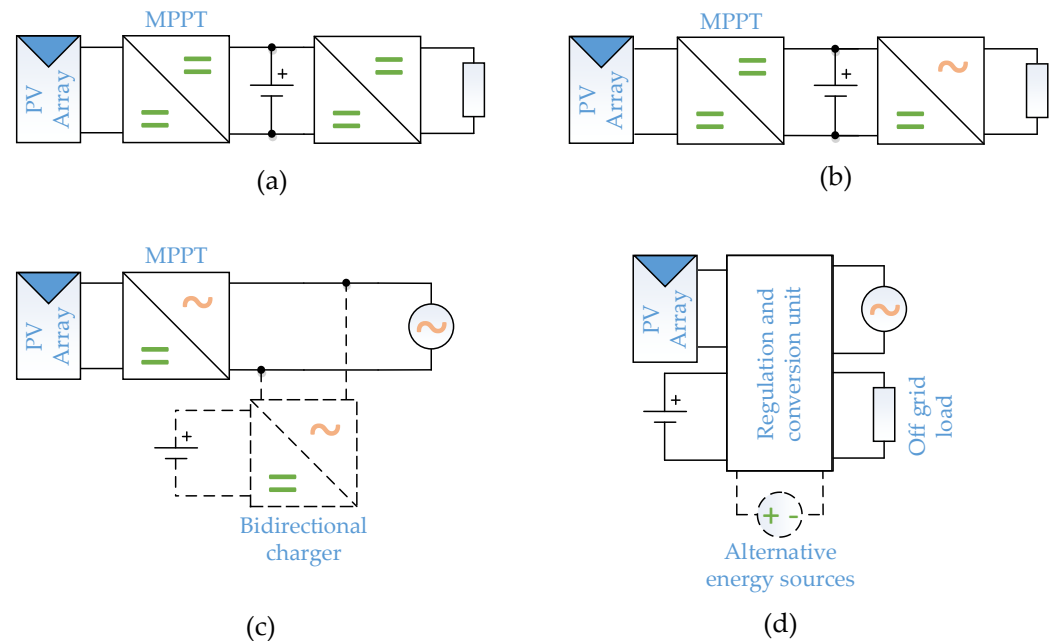 MPPT
PV
Array
+
(a)
MPPT
PV
Array
+
(b)
MPPT
PV
Array
+
Bidirectional
charger
(c)
PV
Array
+
Regulation and
conversion unit
Off grid
load
+ -
Alternative
energy sources
(d)